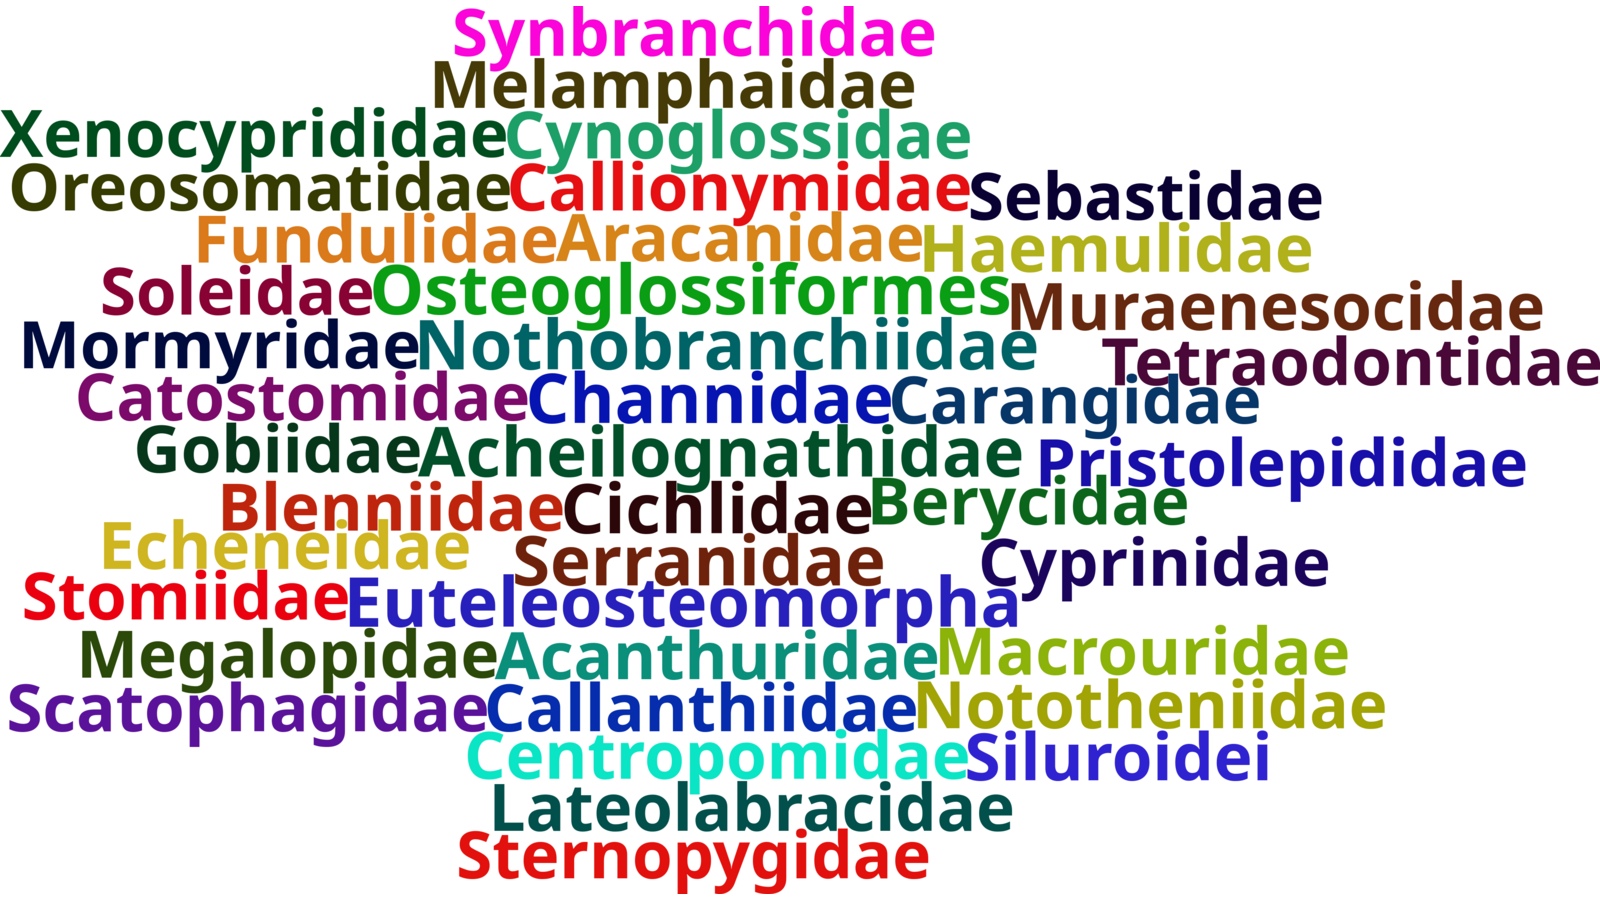 Synbranchidae
Melamphaidae
Xenocyprididae Cynoglossidae
Oreosomatidae Callionymidae Sebastidae
Fundulidae Aracanidae Haemulidae
Soleidae Osteoglossiformes Muraenesocidae
Mormyridae Nothobranchiidae Tetraodontidae
Catostomidae Channidae Carangidae
Gobiidae Acheilognathidae Pristolepididae
Blenniidae Cichlidae Berycidae
Echeneidae Serranidae Cyprinidae
Stomiidae Euteleosteomorpha
Megalopidae Acanthuridae Macrouridae
Scatophagidae Callanthiidae Nototheniidae
Centropomidae Siluroidei
Lateolabracidae
Sternopygidae